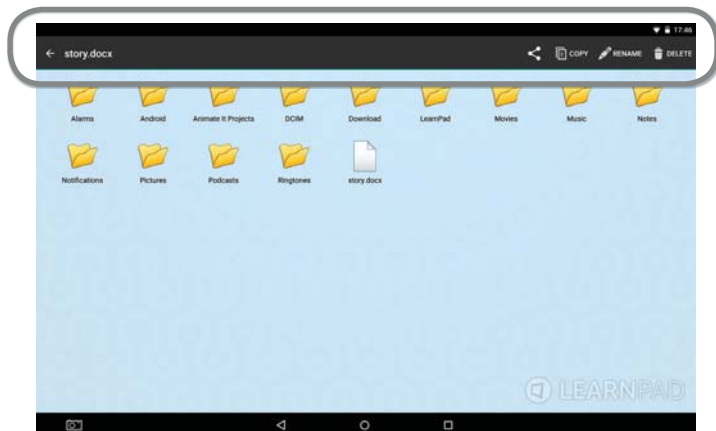 17:46
story.docx COPY RENAME DELETE
Alarms Android Animate It Projects DCIM Download LearnPad Movies Music Notes
Notifications Pictures Podcasts Ringtones story.docx
LEARNPAD